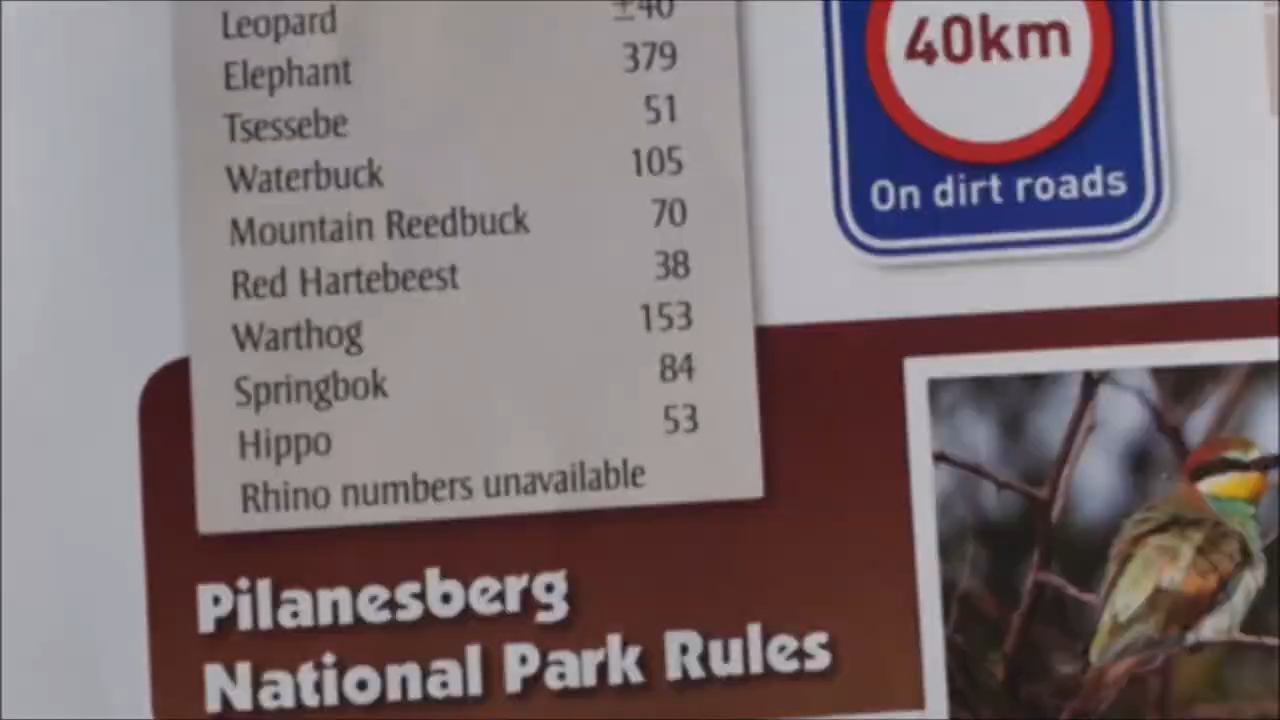 Leopard ±40
Elephant 379
Tsessebe 51
Waterbuck 105
Mountain Reedbuck 70
Red Hartebeest 38
Warthog 153
Springbok 84
Hippo 53
Rhino numbers unavailable
40km
On dirt roads
Pilanesberg
National Park Rules